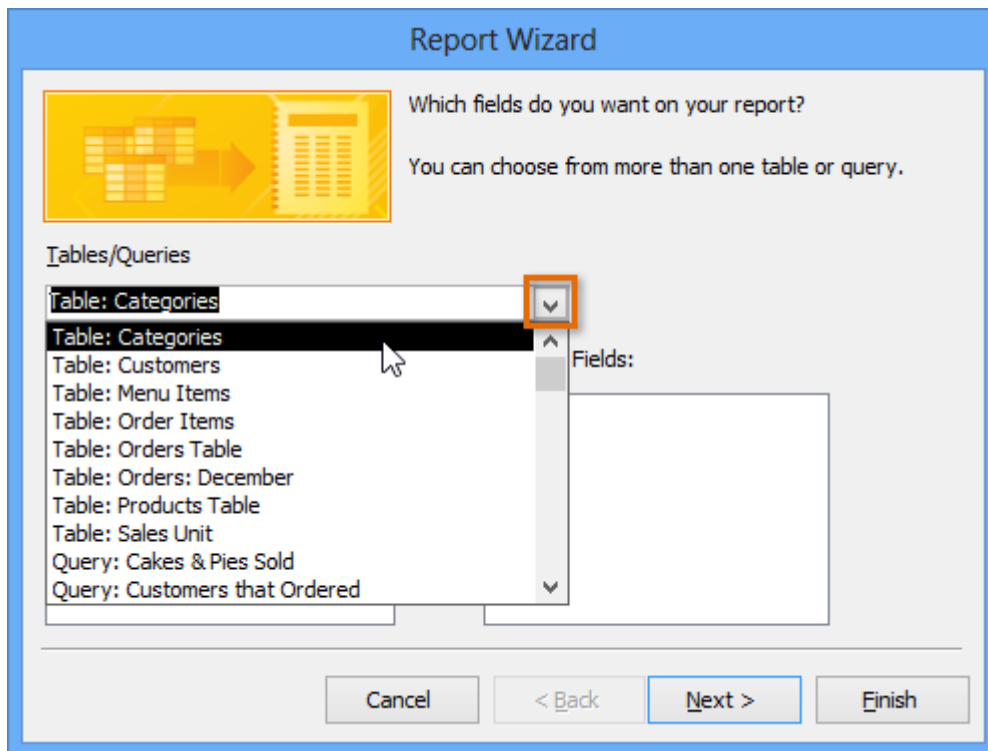 Report Wizard
Which fields do you want on your report?
You can choose from more than one table or query.
Tables/Queries
Table: Categories
Table: Categories
Table: Customers
Fields:
Table: Menu Items
Table: Order Items
Table: Orders Table
Table: Orders: December
Table: Products Table
Table: Sales Unit
Query: Cakes & Pies Sold
Query: Customers that Ordered
Cancel < Back Next > Finish